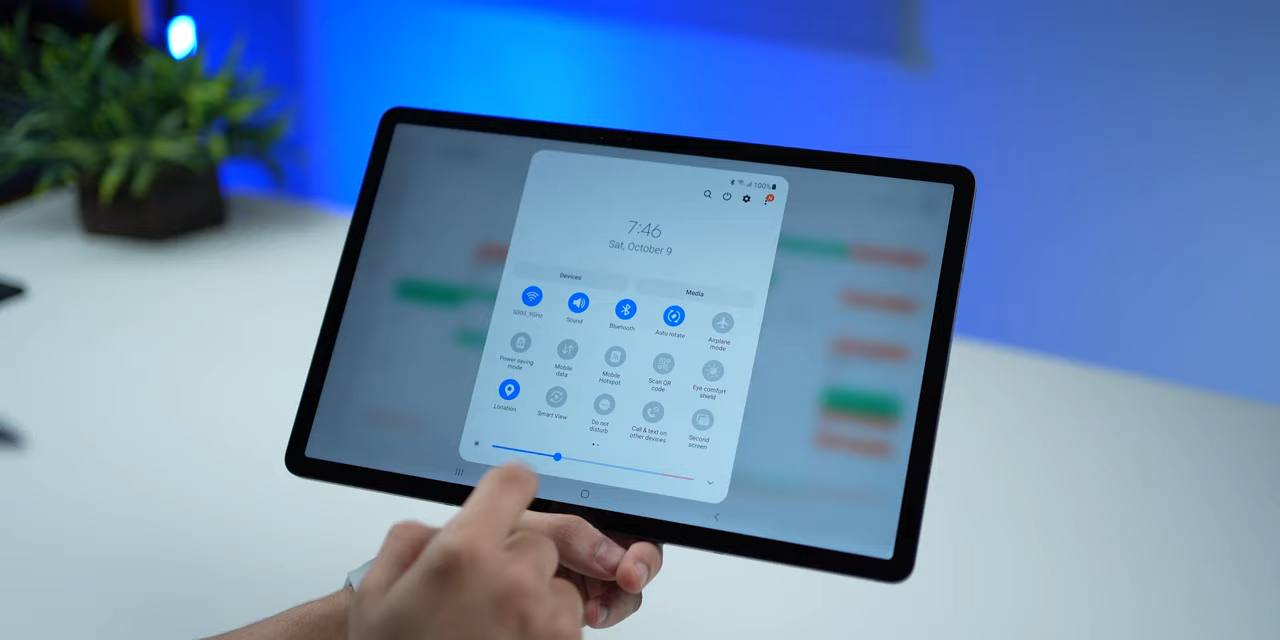 100%
7:46
Sat, October 9
Devices
Media
Sound
Bluetooth
Auto rotate
Airplane
mode
Power saving
mode
Mobile
data
Mobile
Hotspot
Scan QR
code
Eye comfort
shield
Location
Smart View
Do not
disturb
Call & text on
other devices
Second
screen